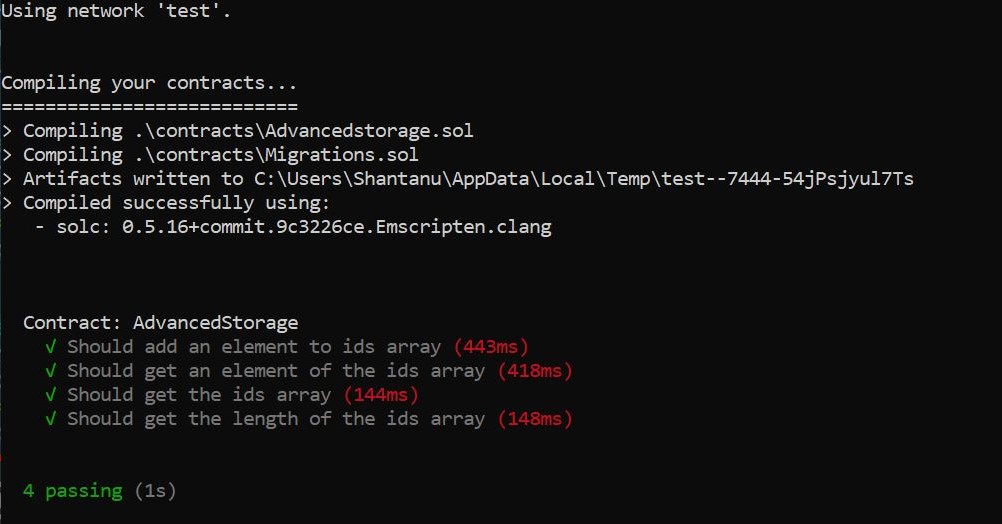 Using network 'test'.
Compiling your contracts...
===========================
> Compiling .\contracts\Advancedstorage.sol
> Compiling .\contracts\Migrations.sol
> Artifacts written to C:\Users\Shantanu\AppData\Local\Temp\test--7444-54jPsjyul7Ts
> Compiled successfully using:
   - solc: 0.5.16+commit.9c3226ce.Emscripten.clang
  Contract: AdvancedStorage
    √ Should add an element to ids array (443ms)
    √ Should get an element of the ids array (418ms)
    √ Should get the ids array (144ms)
    √ Should get the length of the ids array (148ms)
  4 passing (1s)